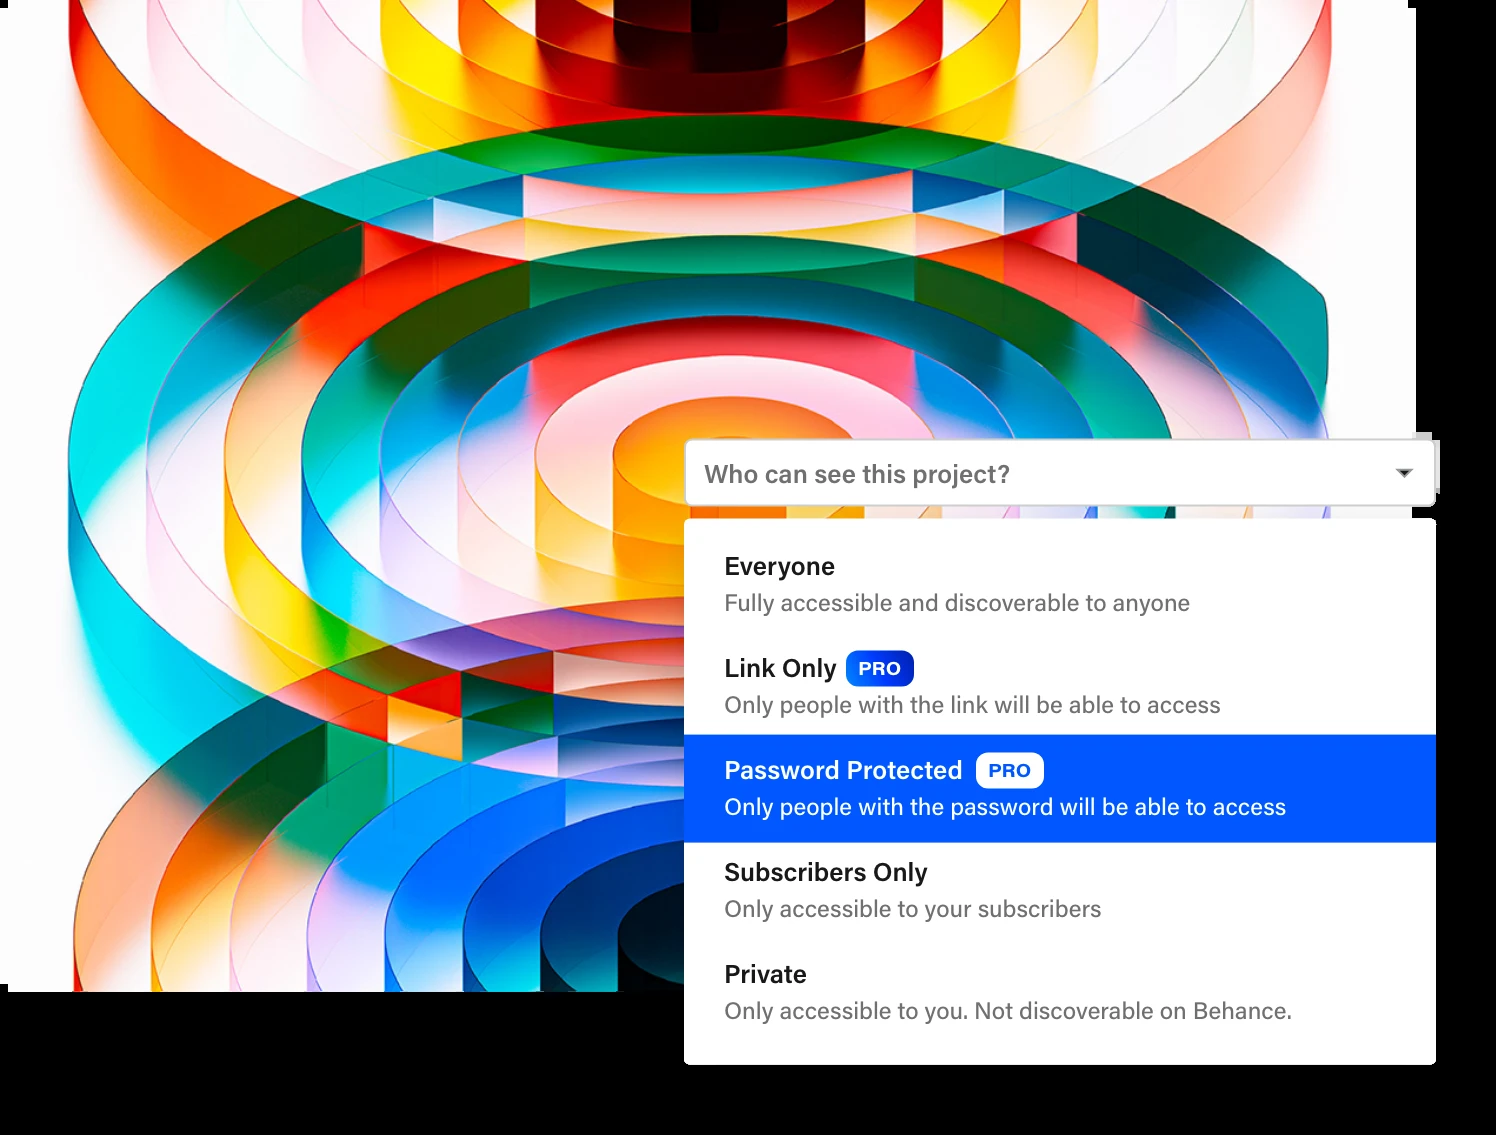 Who can see this project?
Everyone
Fully accessible and discoverable to anyone
Link Only PRO
Only people with the link will be able to access
Password Protected PRO
Only people with the password will be able to access
Subscribers Only
Only accessible to your subscribers
Private
Only accessible to you. Not discoverable on Behance.